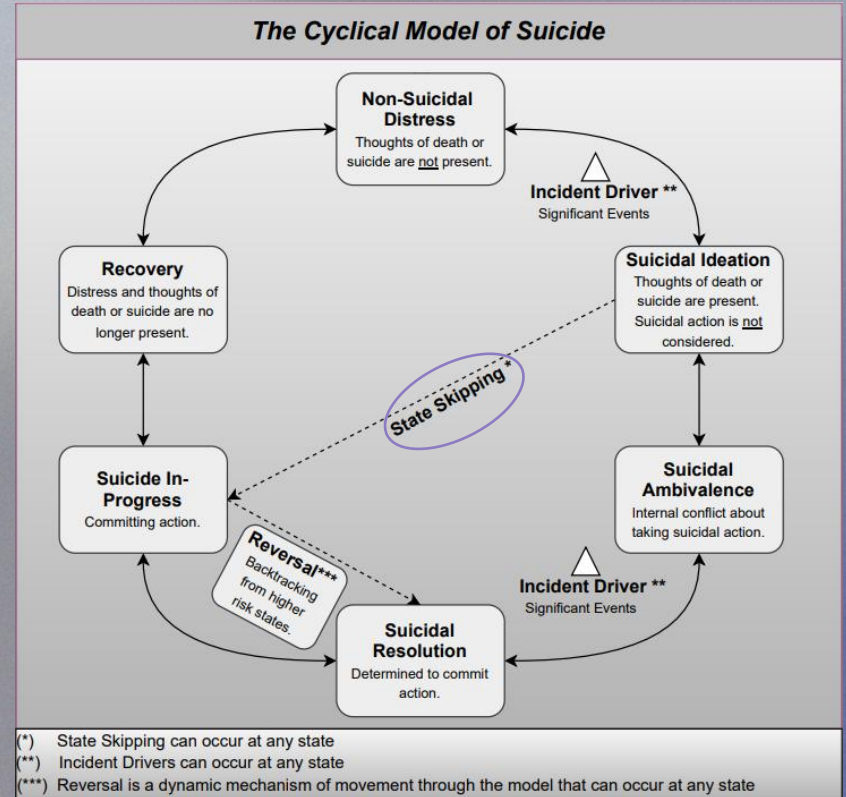 The Cyclical Model of Suicide
Non-Suicidal
Distress
Thoughts of death or
suicide are not present.
Incident Driver **
Significant Events
Recovery
Distress and thoughts of
death or suicide are no
longer present.
Suicidal Ideation
Thoughts of death or
suicide are present.
Suicidal action is not
considered.
State Skipping *
Suicide In-
Progress
Committing action.
Suicidal
Ambivalence
Internal conflict about
taking suicidal action.
Reversal***
Backtracking
from higher
risk states.
Incident Driver **
Significant Events
Suicidal
Resolution
Determined to commit
action.
(*) State Skipping can occur at any state
(**) Incident Drivers can occur at any state
(***) Reversal is a dynamic mechanism of movement through the model that can occur at any state